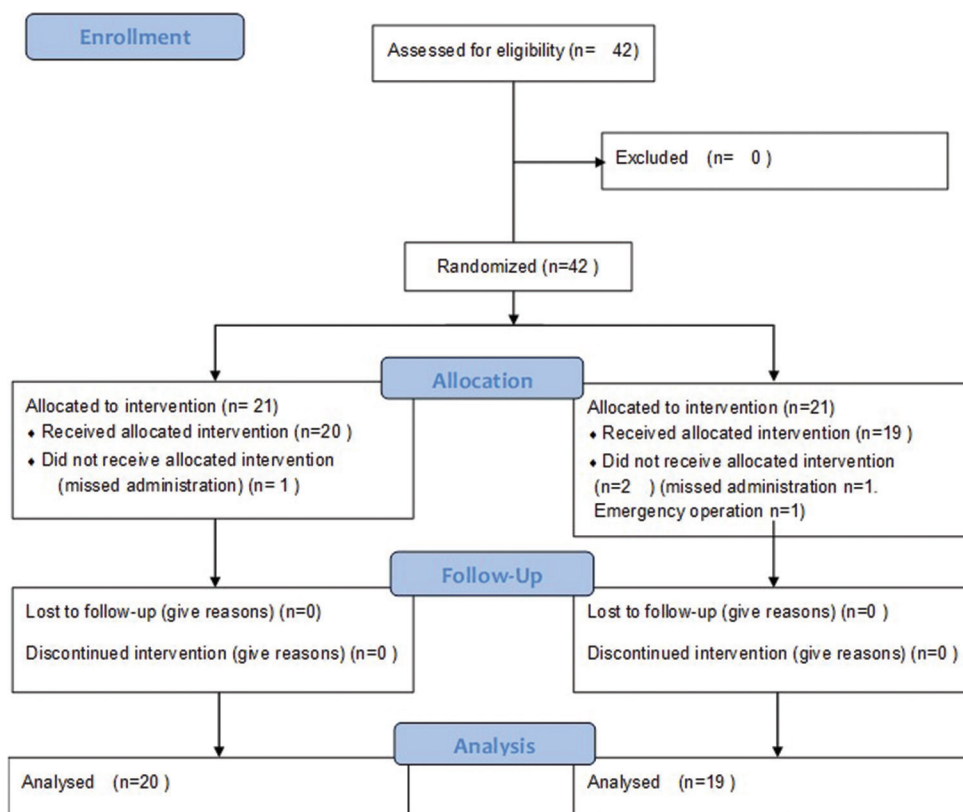 Enrollment
Assessed for eligibility (n= 42)
Excluded (n= 0 )
Randomized (n=42 )
Allocation
Allocated to intervention (n= 21)
♦ Received allocated intervention (n=20 )
♦ Did not receive allocated intervention
(missed administration) (n= 1 )
Allocated to intervention (n=21)
♦ Received allocated intervention (n=19 )
♦ Did not receive allocated intervention
(n=2 ) (missed administration n=1.
Emergency operation n=1)
Follow-Up
Lost to follow-up (give reasons) (n=0)
Discontinued intervention (give reasons) (n=0 )
Lost to follow-up (give reasons) (n=0 )
Discontinued intervention (give reasons) (n=0 )
Analysis
Analysed (n=20 )
Analysed (n=19 )